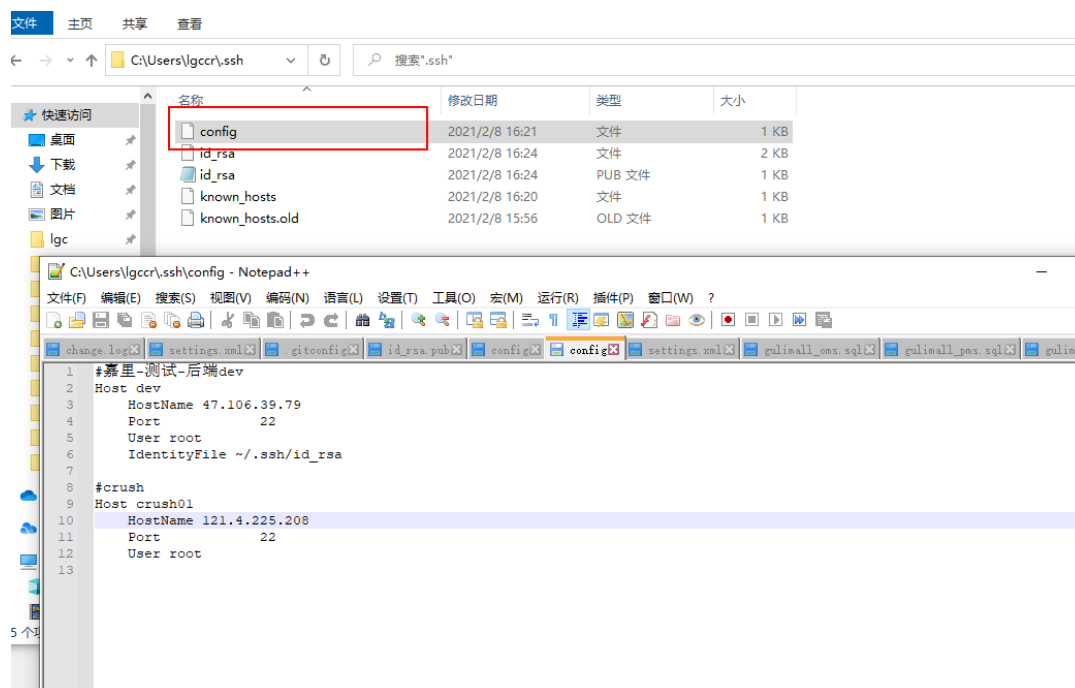 文件 主页 共享 查看
C:\Users\lgccr\.ssh 搜索".ssh"
名称 修改日期 类型 大小
快速访问
桌面
下载
文档
图片
lgc
config 2021/2/8 16:21 文件 1 KB
id_rsa 2021/2/8 16:24 文件 2 KB
id_rsa 2021/2/8 16:24 PUB 文件 1 KB
known_hosts 2021/2/8 16:20 文件 1 KB
known_hosts.old 2021/2/8 15:56 OLD 文件 1 KB
C:\Users\lgccr\.ssh\config - Notepad++
文件(F) 编辑(E) 搜索(S) 视图(V) 编码(N) 语言(L) 设置(T) 工具(O) 宏(M) 运行(R) 插件(P) 窗口(W) ?
change.log settings.xml .gitconfig id_rsa.pub config config settings.xml gulimall_oms.sql gulimall_pms.sql gulim
1 #嘉里-测试-后端dev
2 Host dev
3 HostName 47.106.39.79
4 Port 22
5 User root
6 IdentityFile ~/.ssh/id_rsa
7
8 #crush
9 Host crush01
10 HostName 121.4.225.208
11 Port 22
12 User root
13
5 个